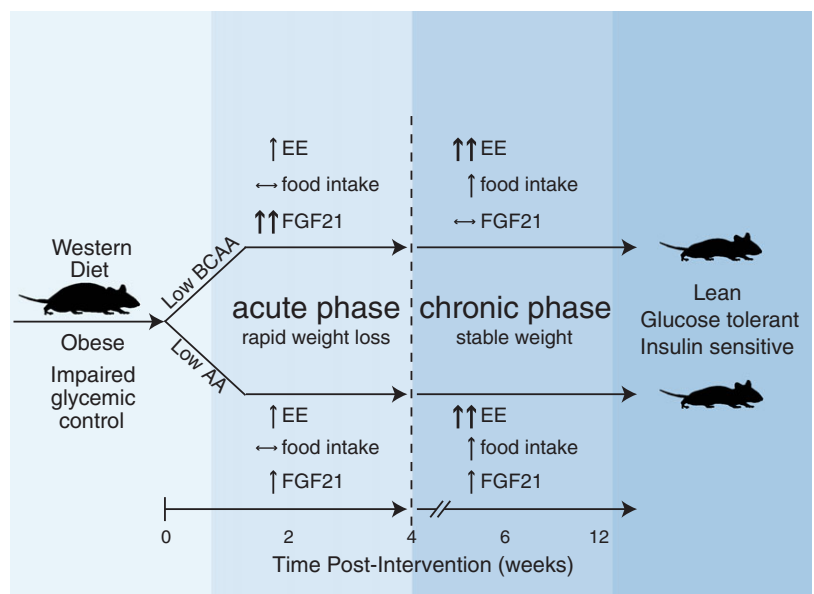 Western
Diet
Obese
Impaired
glycemic
control
Low BCAA
Low AA
↑ EE
↔ food intake
↑↑ FGF21
acute phase
rapid weight loss
↑ EE
↔ food intake
↑ FGF21
↑↑ EE
↑ food intake
↔ FGF21
chronic phase
stable weight
↑↑ EE
↑ food intake
↑ FGF21
Lean
Glucose tolerant
Insulin sensitive
0 2 4 6 12
Time Post-Intervention (weeks)